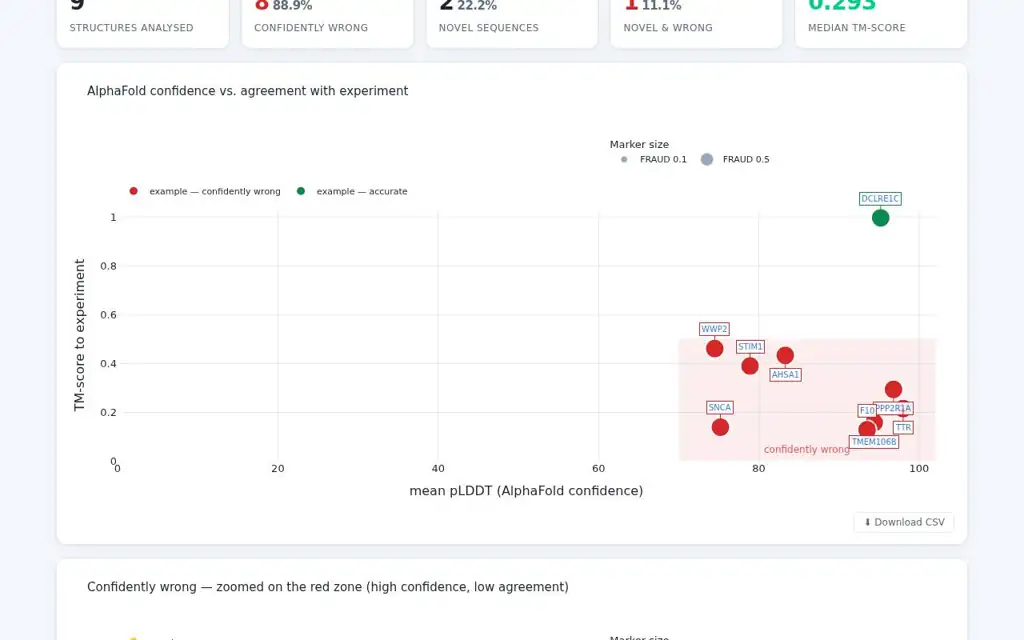 9
8 88.9%
2 22.2%
1 11.1%
0.293
STRUCTURES ANALYSED
CONFIDENTLY WRONG
NOVEL SEQUENCES
NOVEL & WRONG
MEDIAN TM-SCORE
AlphaFold confidence vs. agreement with experiment
Marker size
FRAUD 0.1
FRAUD 0.5
example — confidently wrong
example — accurate
DCLRE1C
1
0.8
0.6
0.4
0.2
0
TM-score to experiment
WWP2
STIM1
AHSA1
SNCA
F10
PPP2R1A
TTR
TMEM106B
confidently wrong
0
20
40
60
80
100
mean pLDDT (AlphaFold confidence)
⬇ Download CSV
Confidently wrong — zoomed on the red zone (high confidence, low agreement)
Marker size